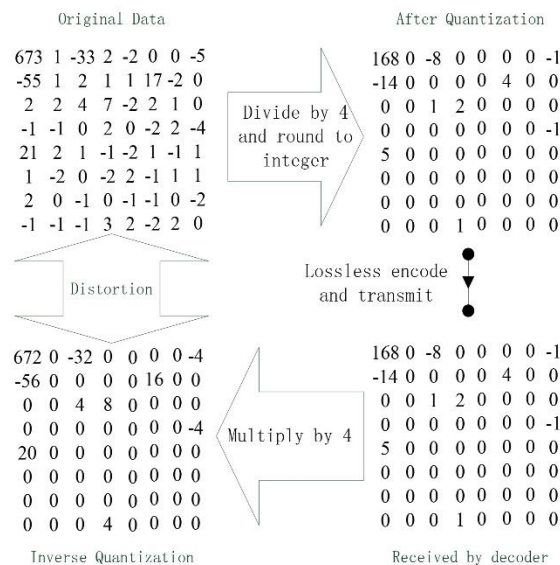 Original Data
673 1 -33 2 -2 0 0 -5
-55 1 2 1 1 17 -2 0
2 2 4 7 -2 2 1 0
-1 -1 0 2 0 -2 2 -4
21 2 1 -1 -2 1 -1 1
1 -2 0 -2 2 -1 1 1
2 0 -1 0 -1 -1 0 -2
-1 -1 -1 3 2 -2 2 0
Divide by 4
and round to
integer
After Quantization
168 0 -8 0 0 0 0 -1
-14 0 0 0 0 4 0 0
0 0 1 2 0 0 0 0
0 0 0 0 0 0 0 -1
5 0 0 0 0 0 0 0
0 0 0 0 0 0 0 0
0 0 0 0 0 0 0 0
0 0 0 1 0 0 0 0
Distortion
Lossless encode
and transmit
672 0 -32 0 0 0 0 -4
-56 0 0 0 0 16 0 0
0 0 4 8 0 0 0 0
0 0 0 0 0 0 0 -4
20 0 0 0 0 0 0 0
0 0 0 0 0 0 0 0
0 0 0 0 0 0 0 0
0 0 0 4 0 0 0 0
Inverse Quantization
Multiply by 4
168 0 -8 0 0 0 0 -1
-14 0 0 0 0 4 0 0
0 0 1 2 0 0 0 0
0 0 0 0 0 0 0 -1
5 0 0 0 0 0 0 0
0 0 0 0 0 0 0 0
0 0 0 0 0 0 0 0
0 0 0 1 0 0 0 0
Received by decoder